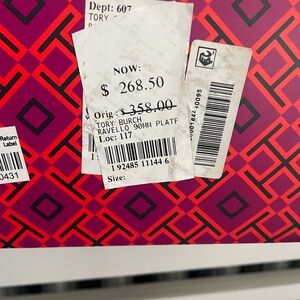 Dept: 607
TORY
NOW:
$ 268.50
Orig : $ 358.00
TORY BURCH
RAVELLO 90MM PLATF
Loc: 117
1 92485 11144 6
Size:
Return
Label
0431